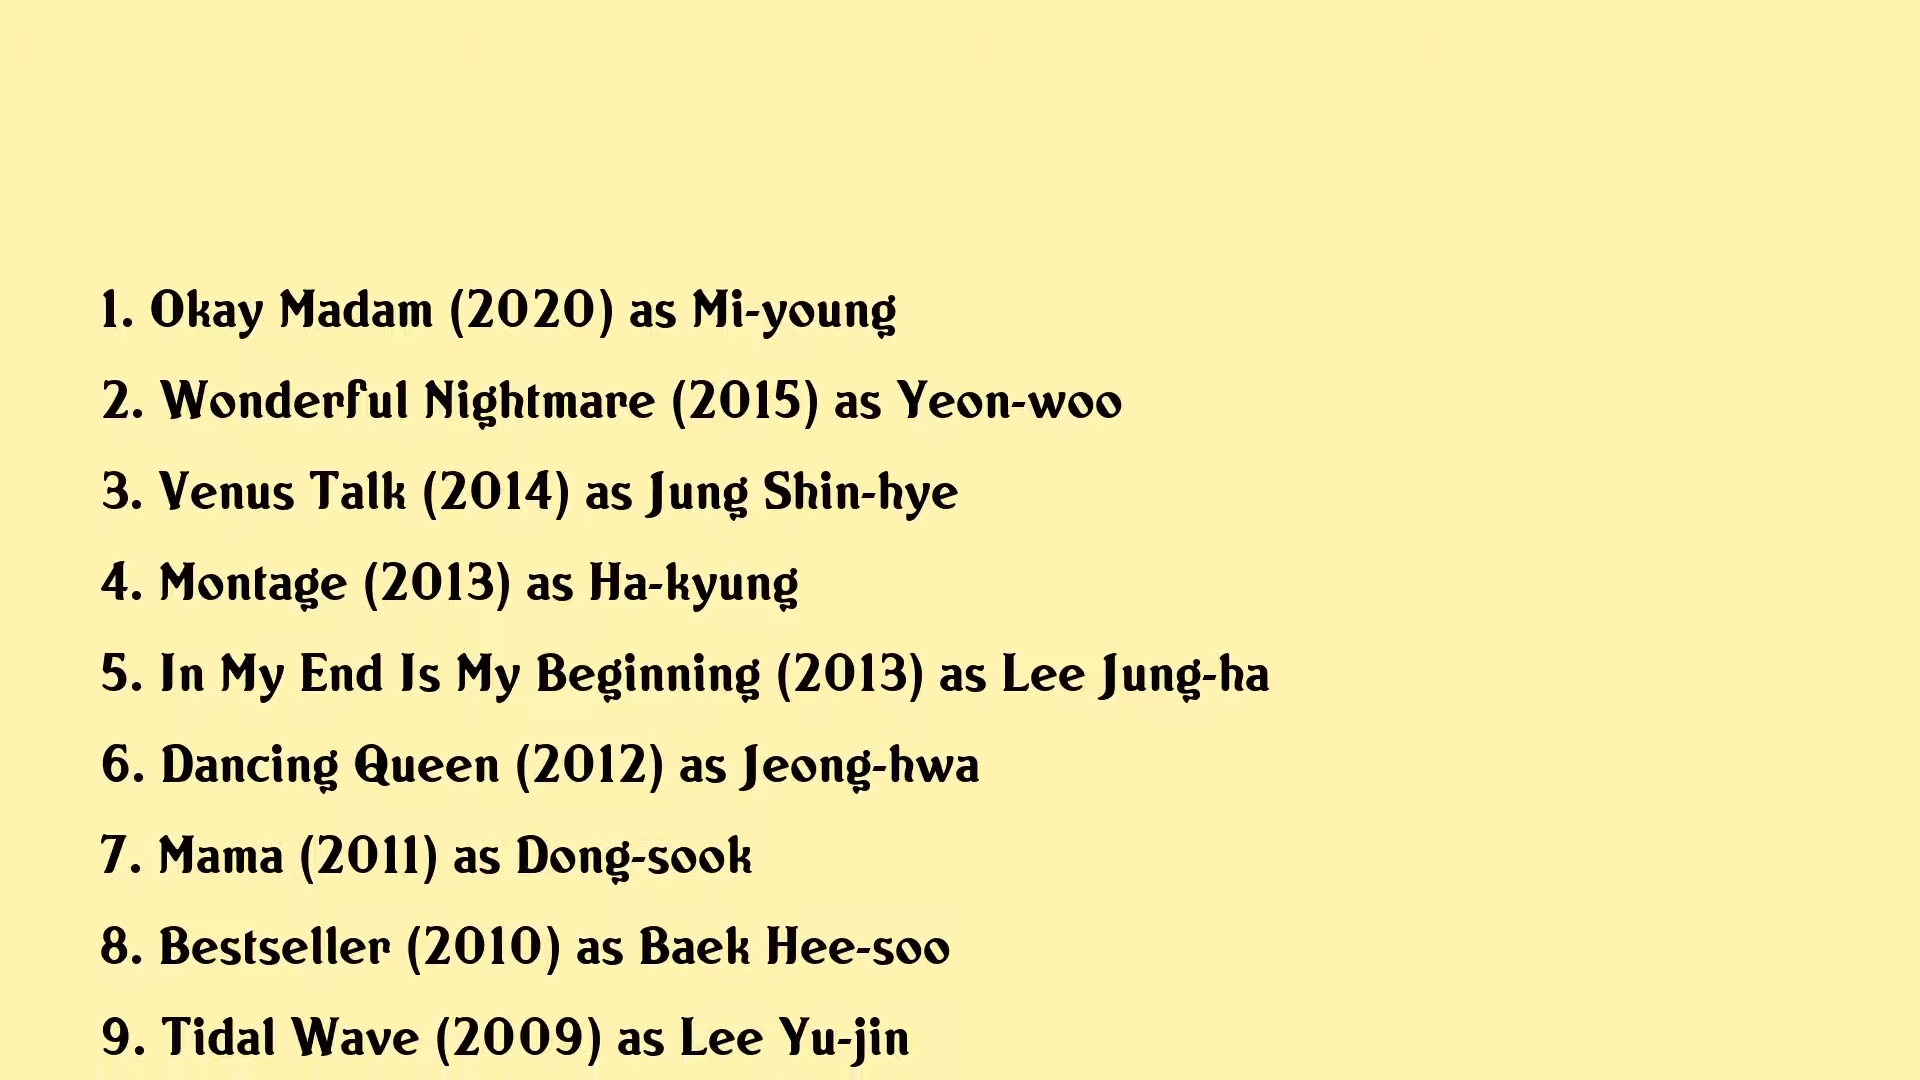 1. Okay Madam (2020) as Mi-young
2. Wonderful Nightmare (2015) as Yeon-woo
3. Venus Talk (2014) as Jung Shin-hye
4. Montage (2013) as Ha-kyung
5. In My End Is My Beginning (2013) as Lee Jung-ha
6. Dancing Queen (2012) as Jeong-hwa
7. Mama (2011) as Dong-sook
8. Bestseller (2010) as Baek Hee-soo
9. Tidal Wave (2009) as Lee Yu-jin